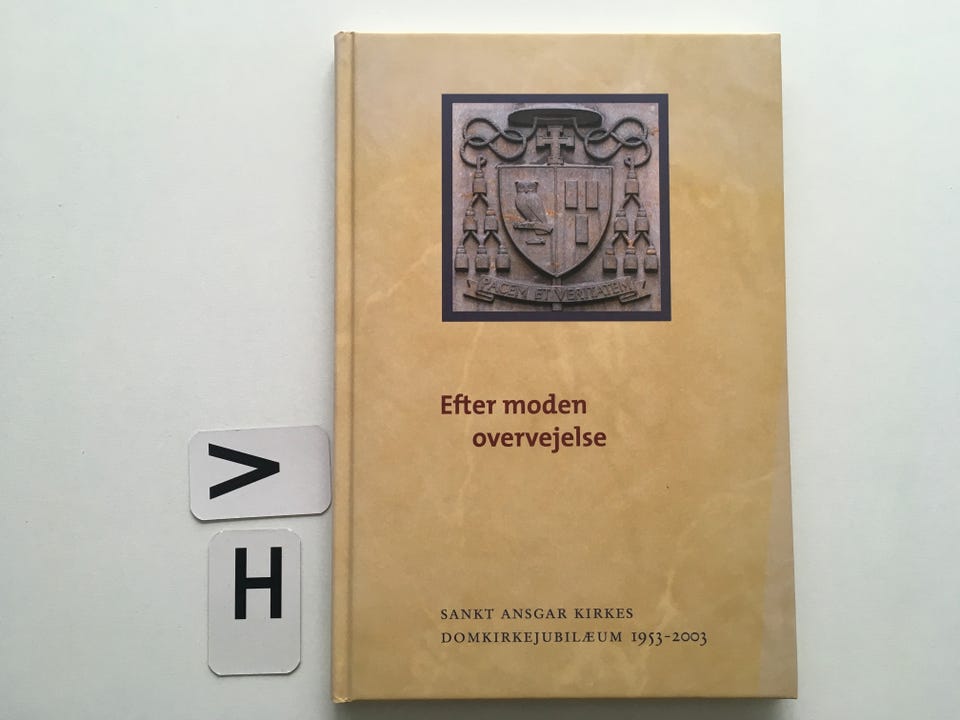 PACEM ET VERITATEM
Efter moden
overvejelse
SANKT ANSGAR KIRKES
DOMKIRKEJUBILÆUM 1953-2003
V
H